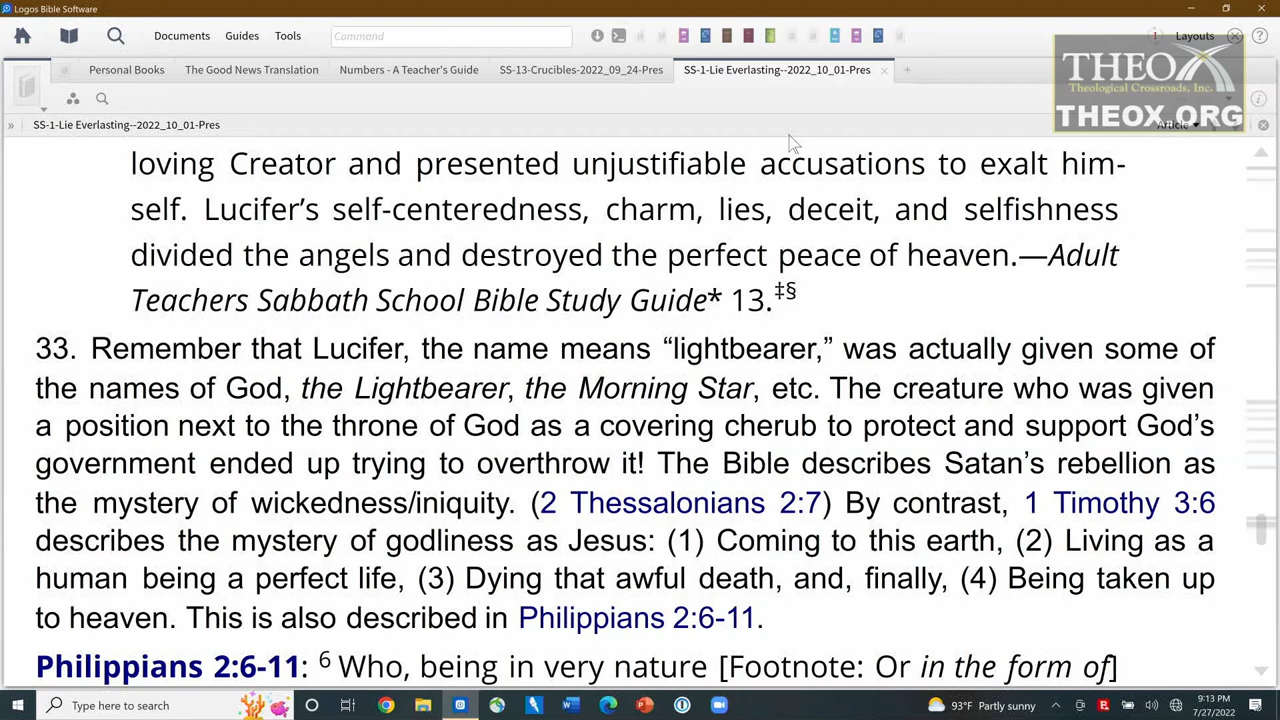 Logos Bible Software
Documents Guides Tools Command Layouts
Personal Books The Good News Translation Numbers - A Teacher's Guide SS-13-Crucibles-2022_09_24-Pres SS-1-Lie Everlasting--2022_10_01-Pres
THEOX
Theological Crossroads, Inc.
THEOX.ORG
SS-1-Lie Everlasting--2022_10_01-Pres Article
loving Creator and presented unjustifiable accusations to exalt him-
self. Lucifer's self-centeredness, charm, lies, deceit, and selfishness
divided the angels and destroyed the perfect peace of heaven.—Adult
Teachers Sabbath School Bible Study Guide* 13.‡§
33. Remember that Lucifer, the name means “lightbearer,” was actually given some of
the names of God, the Lightbearer, the Morning Star, etc. The creature who was given
a position next to the throne of God as a covering cherub to protect and support God's
government ended up trying to overthrow it! The Bible describes Satan's rebellion as
the mystery of wickedness/iniquity. (2 Thessalonians 2:7) By contrast, 1 Timothy 3:6
describes the mystery of godliness as Jesus: (1) Coming to this earth, (2) Living as a
human being a perfect life, (3) Dying that awful death, and, finally, (4) Being taken up
to heaven. This is also described in Philippians 2:6-11.
Philippians 2:6-11: 6 Who, being in very nature [Footnote: Or in the form of]
Type here to search 93°F Partly sunny 9:13 PM
7/27/2022